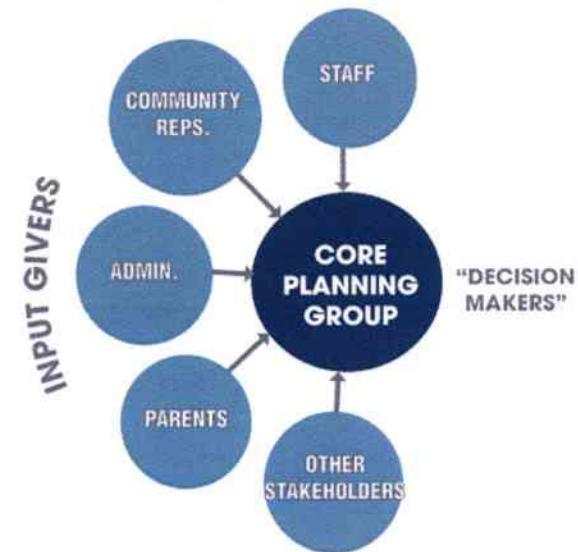 STAFF
COMMUNITY
REPS.
INPUT GIVERS
ADMIN.
CORE
PLANNING
GROUP
"DECISION
MAKERS"
PARENTS
OTHER
STAKEHOLDERS